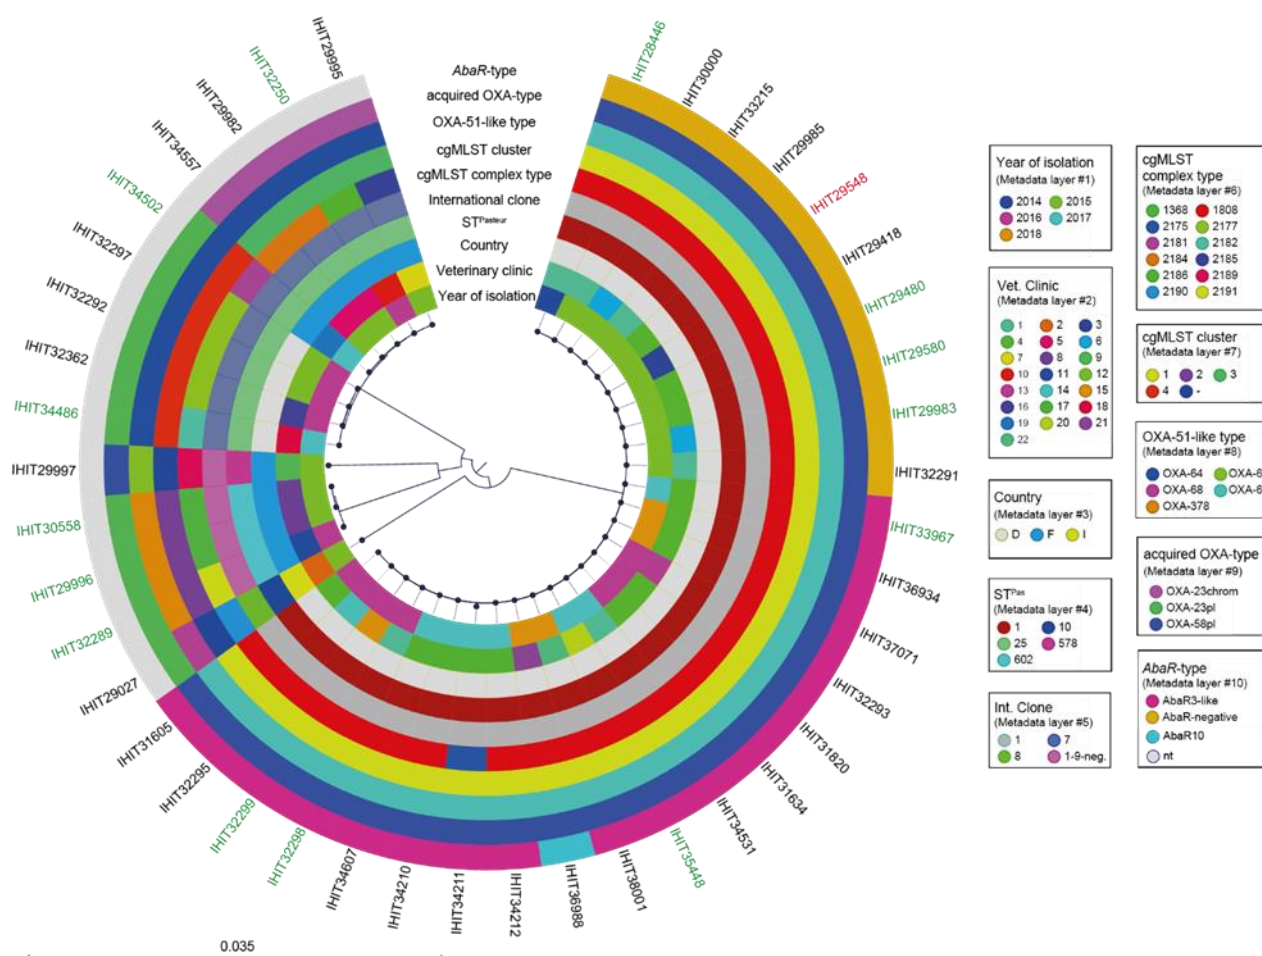 IHIT29995
IHIT32250
IHIT29982
IHIT34557
IHIT34502
IHIT32297
IHIT32292
IHIT32362
IHIT34486
IHIT29997
IHIT30558
IHIT29996
IHIT32289
IHIT29027
IHIT31605
IHIT32295
IHIT32299
IHIT32298
IHIT34607
IHIT34210
IHIT34211
IHIT34212
IHIT36988
IHIT38001
IHIT35448
IHIT34531
IHIT31634
IHIT31820
IHIT32293
IHIT37071
IHIT36934
IHIT33967
IHIT32291
IHIT29983
IHIT29580
IHIT29480
IHIT29418
IHIT29548
IHIT29985
IHIT33215
IHIT30000
IHIT28446
AbaR-type
acquired OXA-type
OXA-51-like type
cgMLST cluster
cgMLST complex type
International clone
STPasteur
Country
Veterinary clinic
Year of isolation
0.035
Year of isolation
(Metadata layer #1)
2014 2015
2016 2017
2018
Vet. Clinic
(Metadata layer #2)
1 2 3
4 5 6
7 8 9
10 11 12
13 14 15
16 17 18
19 20 21
22
Country
(Metadata layer #3)
D F I
STPas
(Metadata layer #4)
1 10
25 578
602
Int. Clone
(Metadata layer #5)
1 7
8 1-9-neg.
cgMLST
complex type
(Metadata layer #6)
1368 1808
2175 2177
2181 2182
2184 2185
2186 2189
2190 2191
cgMLST cluster
(Metadata layer #7)
1 2 3
4 -
OXA-51-like type
(Metadata layer #8)
OXA-64 OXA-6
OXA-68 OXA-6
OXA-378
acquired OXA-type
(Metadata layer #9)
OXA-23chrom
OXA-23pl
OXA-58pl
AbaR-type
(Metadata layer #10)
AbaR3-like
AbaR-negative
AbaR10
nt